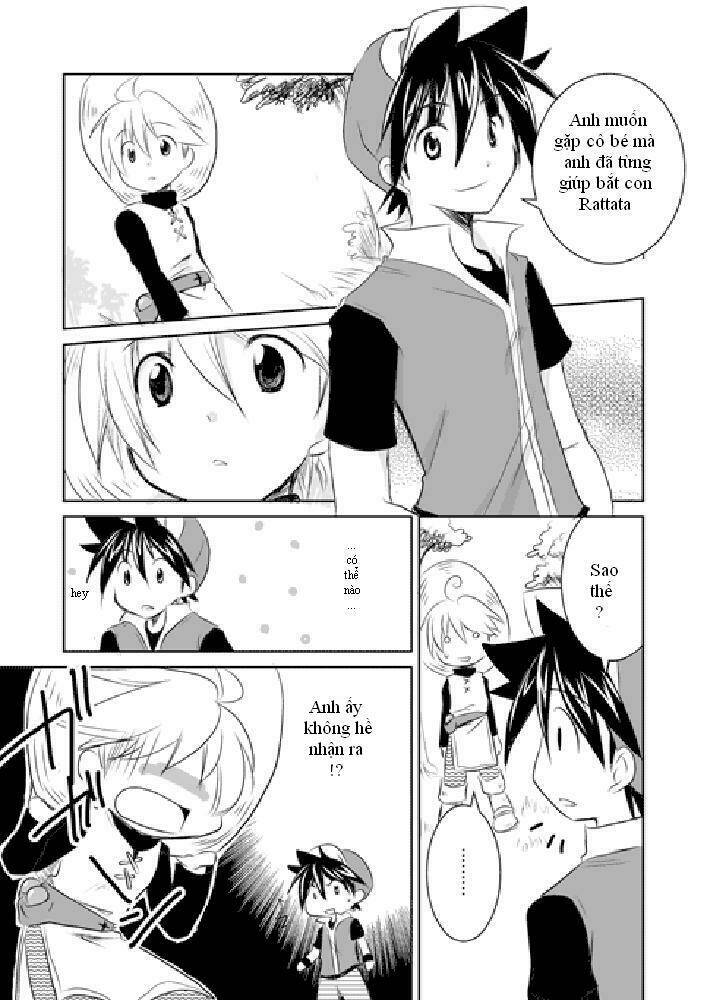 Anh muốn
gặp cô bé mà
anh đã từng
giúp bắt con
Rattata
Sao
thế
?
......
...
có
thể
nào
...
hey
Anh ấy
không hề
nhận ra
!?